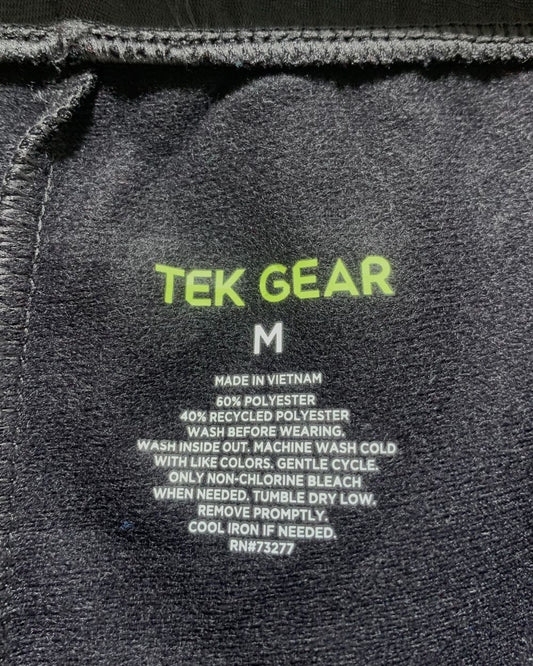 TEK GEAR
M
MADE IN VIETNAM
60% POLYESTER
40% RECYCLED POLYESTER
WASH BEFORE WEARING.
WASH INSIDE OUT. MACHINE WASH COLD
WITH LIKE COLORS. GENTLE CYCLE.
ONLY NON-CHLORINE BLEACH
WHEN NEEDED. TUMBLE DRY LOW.
REMOVE PROMPTLY.
COOL IRON IF NEEDED.
RN#73277